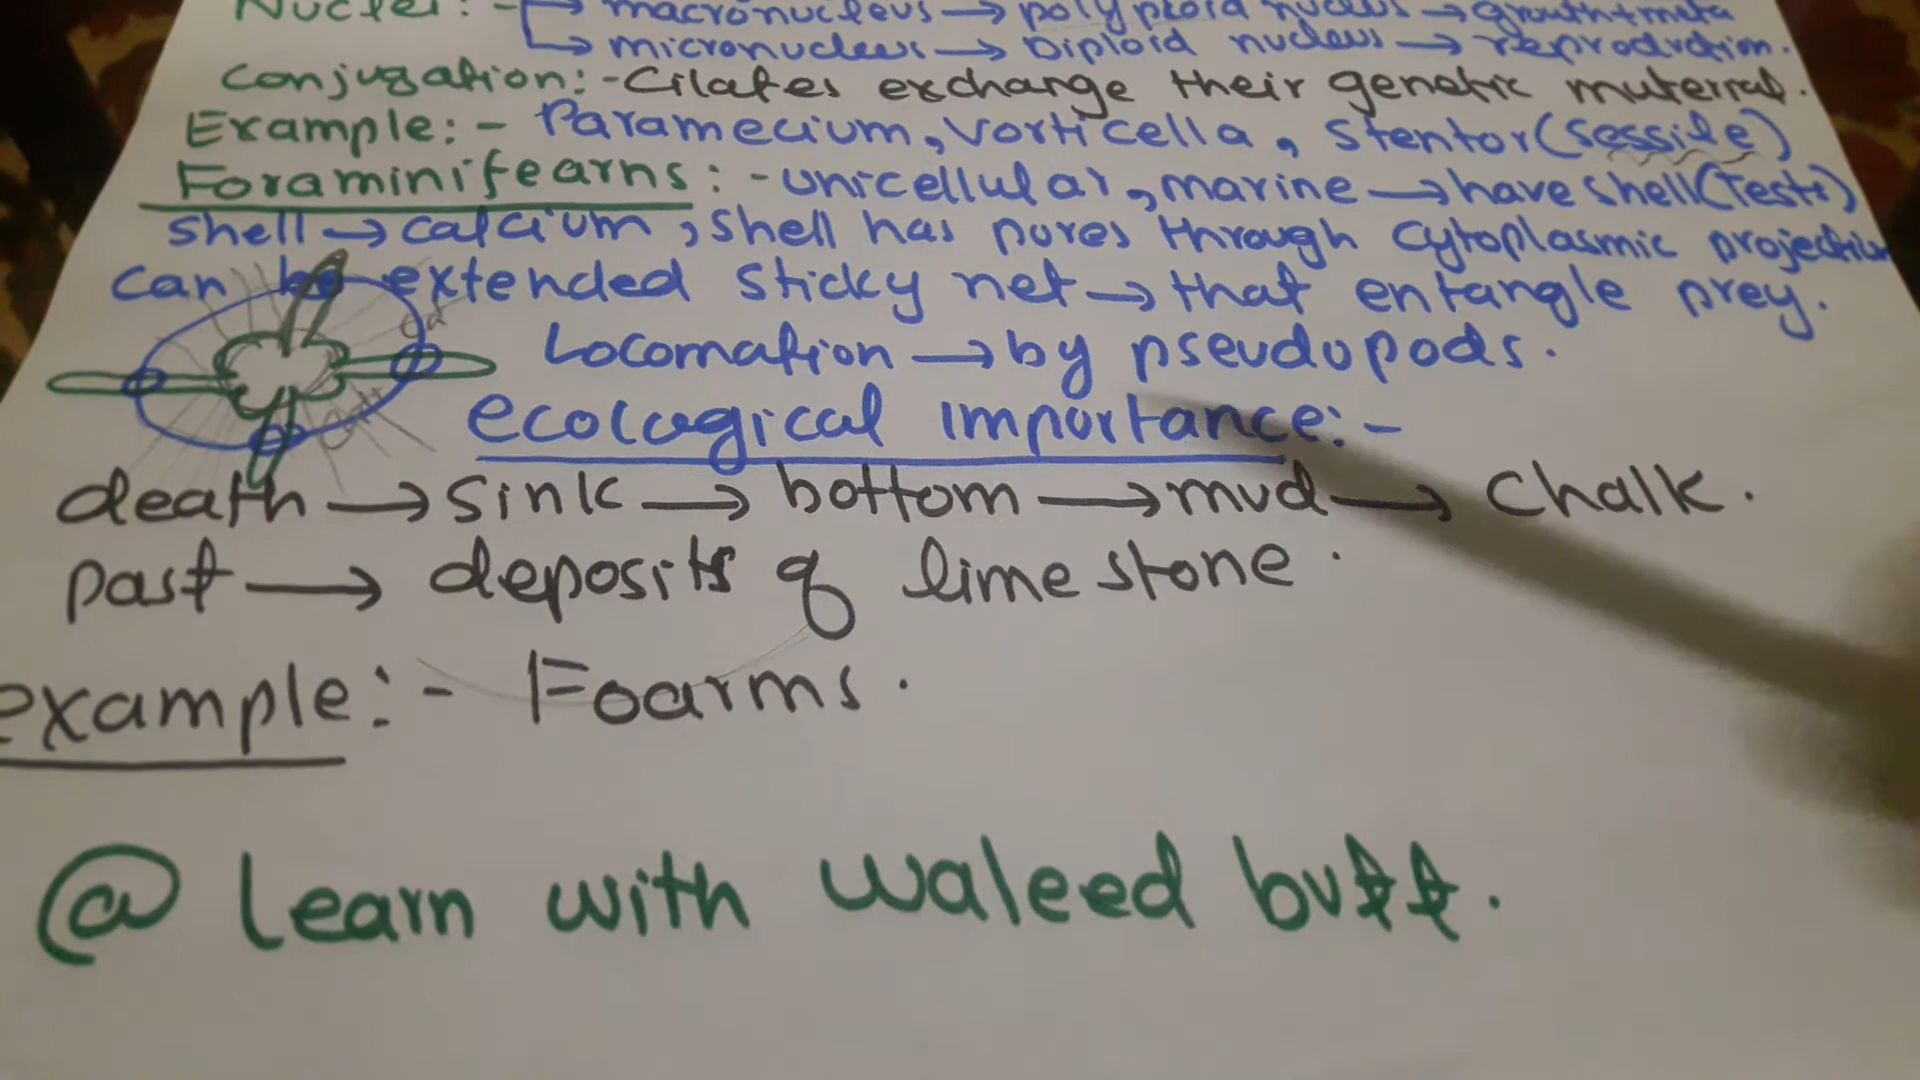 Nuclei:- → macronucleus → polyploid nucleus → growth+meta
→ micronucleus → Diploid nucleus → reproduction.
Conjugation:- Cilates exchange their genetic muterial.
Example:- Paramecium, Vorticella, Stentor(Sessile)
Foraminifearns:- unicellular, marine → have shell(Tests)
shell → calcium, shell has pores through cytoplasmic projection
can be extended sticky net → that entangle prey.
Locomation → by pseudopods.
ecological importance:-
death → sink → bottom → mud → chalk.
past → deposits of lime stone.
example:- Foarms.
@ Learn with waleed butt.